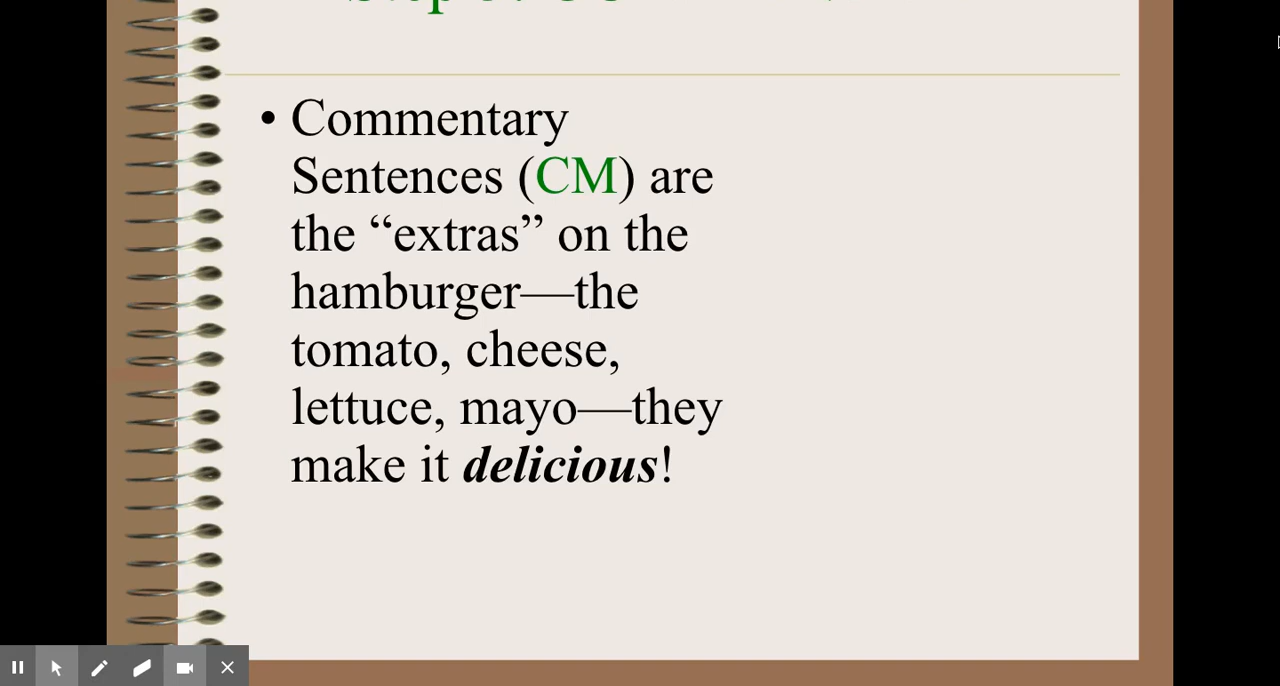 • Commentary
Sentences (CM) are
the “extras” on the
hamburger—the
tomato, cheese,
lettuce, mayo—they
make it delicious!